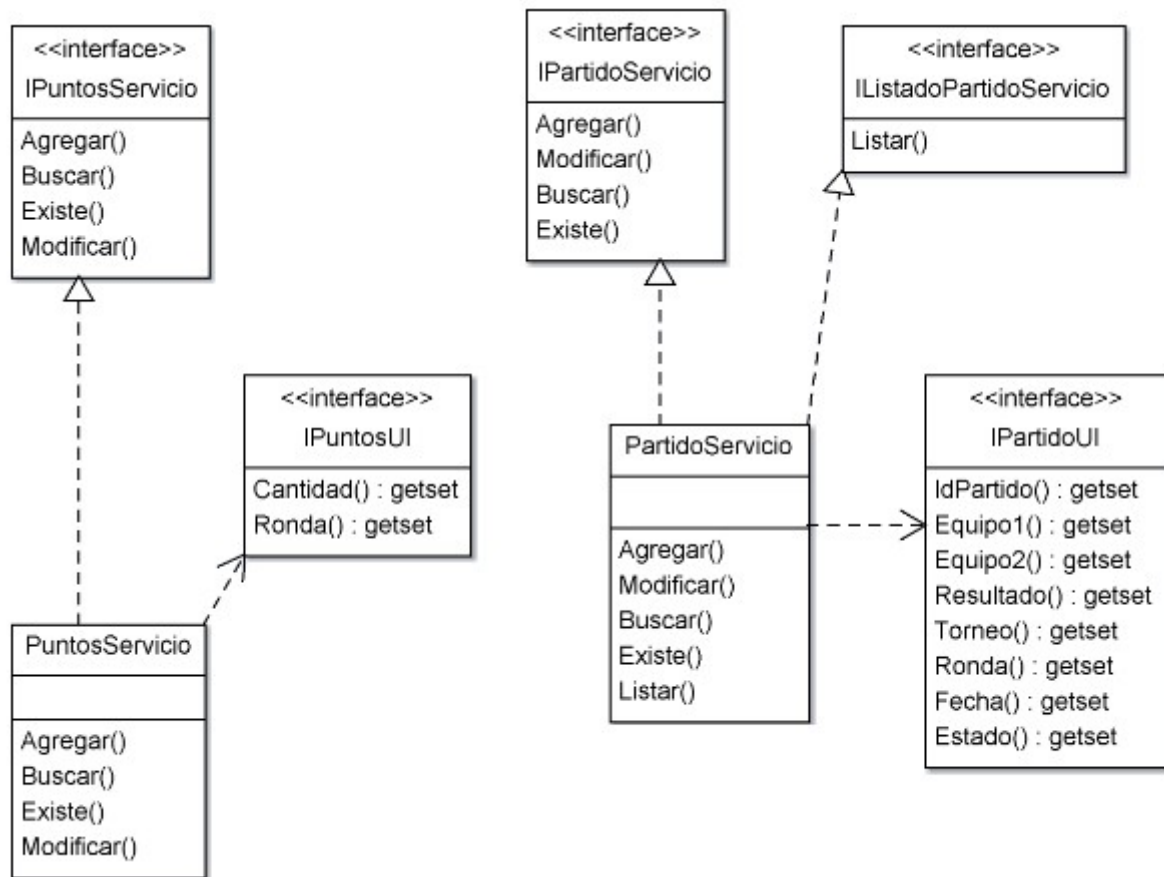 <<interface>>
IPuntosServicio
Agregar()
Buscar()
Existe()
Modificar()
<<interface>>
IPartidoServicio
Agregar()
Modificar()
Buscar()
Existe()
<<interface>>
IListadoPartidoServicio
Listar()
<<interface>>
IPuntosUI
Cantidad() : getset
Ronda() : getset
PartidoServicio
Agregar()
Modificar()
Buscar()
Existe()
Listar()
<<interface>>
IPartidoUI
IdPartido() : getset
Equipo1() : getset
Equipo2() : getset
Resultado() : getset
Torneo() : getset
Ronda() : getset
Fecha() : getset
Estado() : getset
PuntosServicio
Agregar()
Buscar()
Existe()
Modificar()